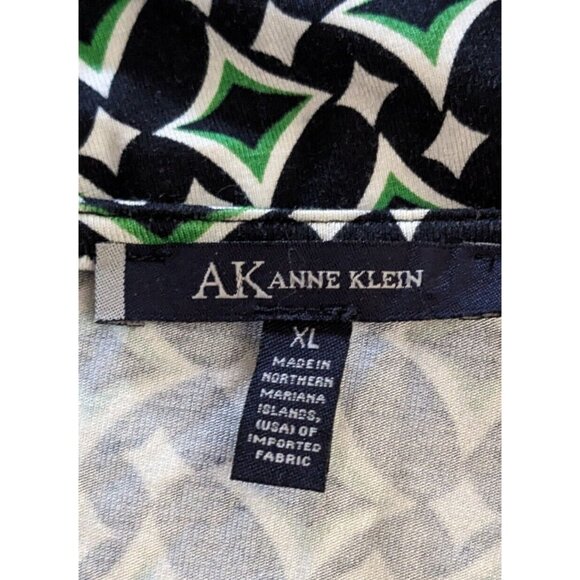 AK ANNE KLEIN
XL
MADE IN
NORTHERN
MARIANA
ISLANDS,
(USA) OF
IMPORTED
FABRIC